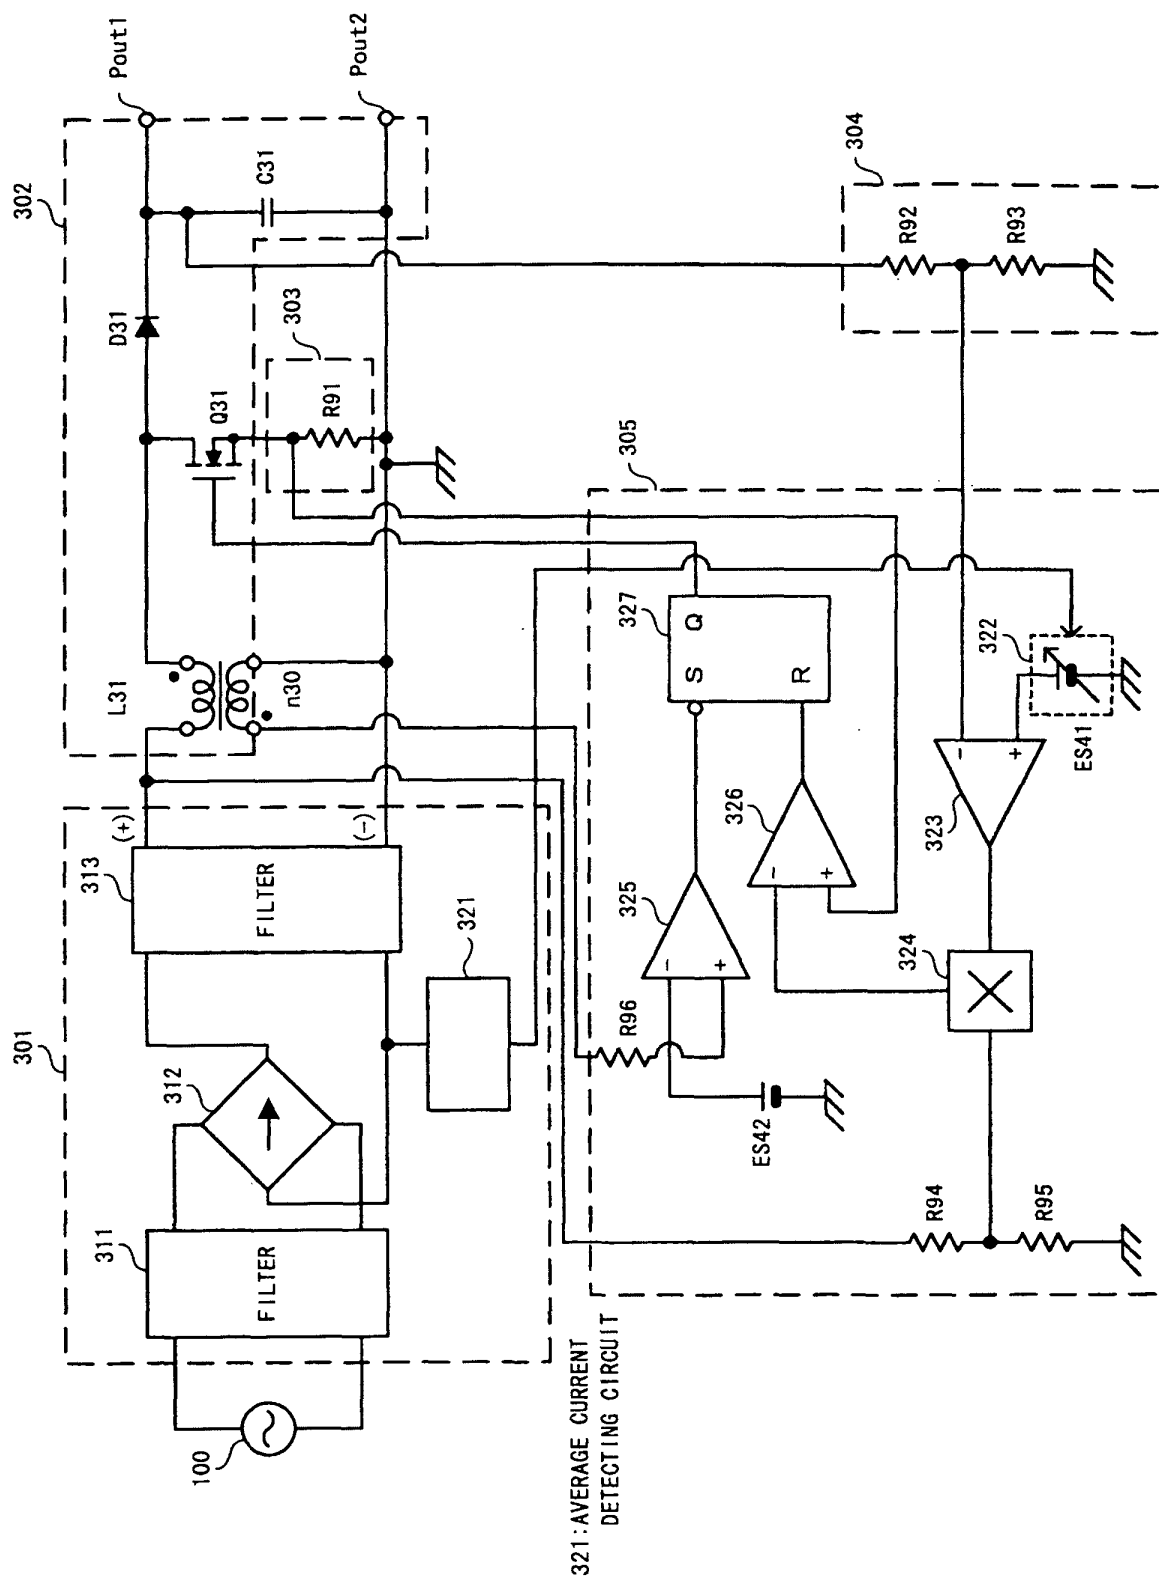 302
Pout1
D31
L31
C31
Q31
303
R91
n30
Pout2
301
313
(+)
(-)
FILTER
312
311
FILTER
100
321
304
R92
R93
305
327
S
Q
R
325
-
+
326
-
+
R96
ES42
324
323
-
+
322
ES41
R94
R95
321:AVERAGE CURRENT
DETECTING CIRCUIT